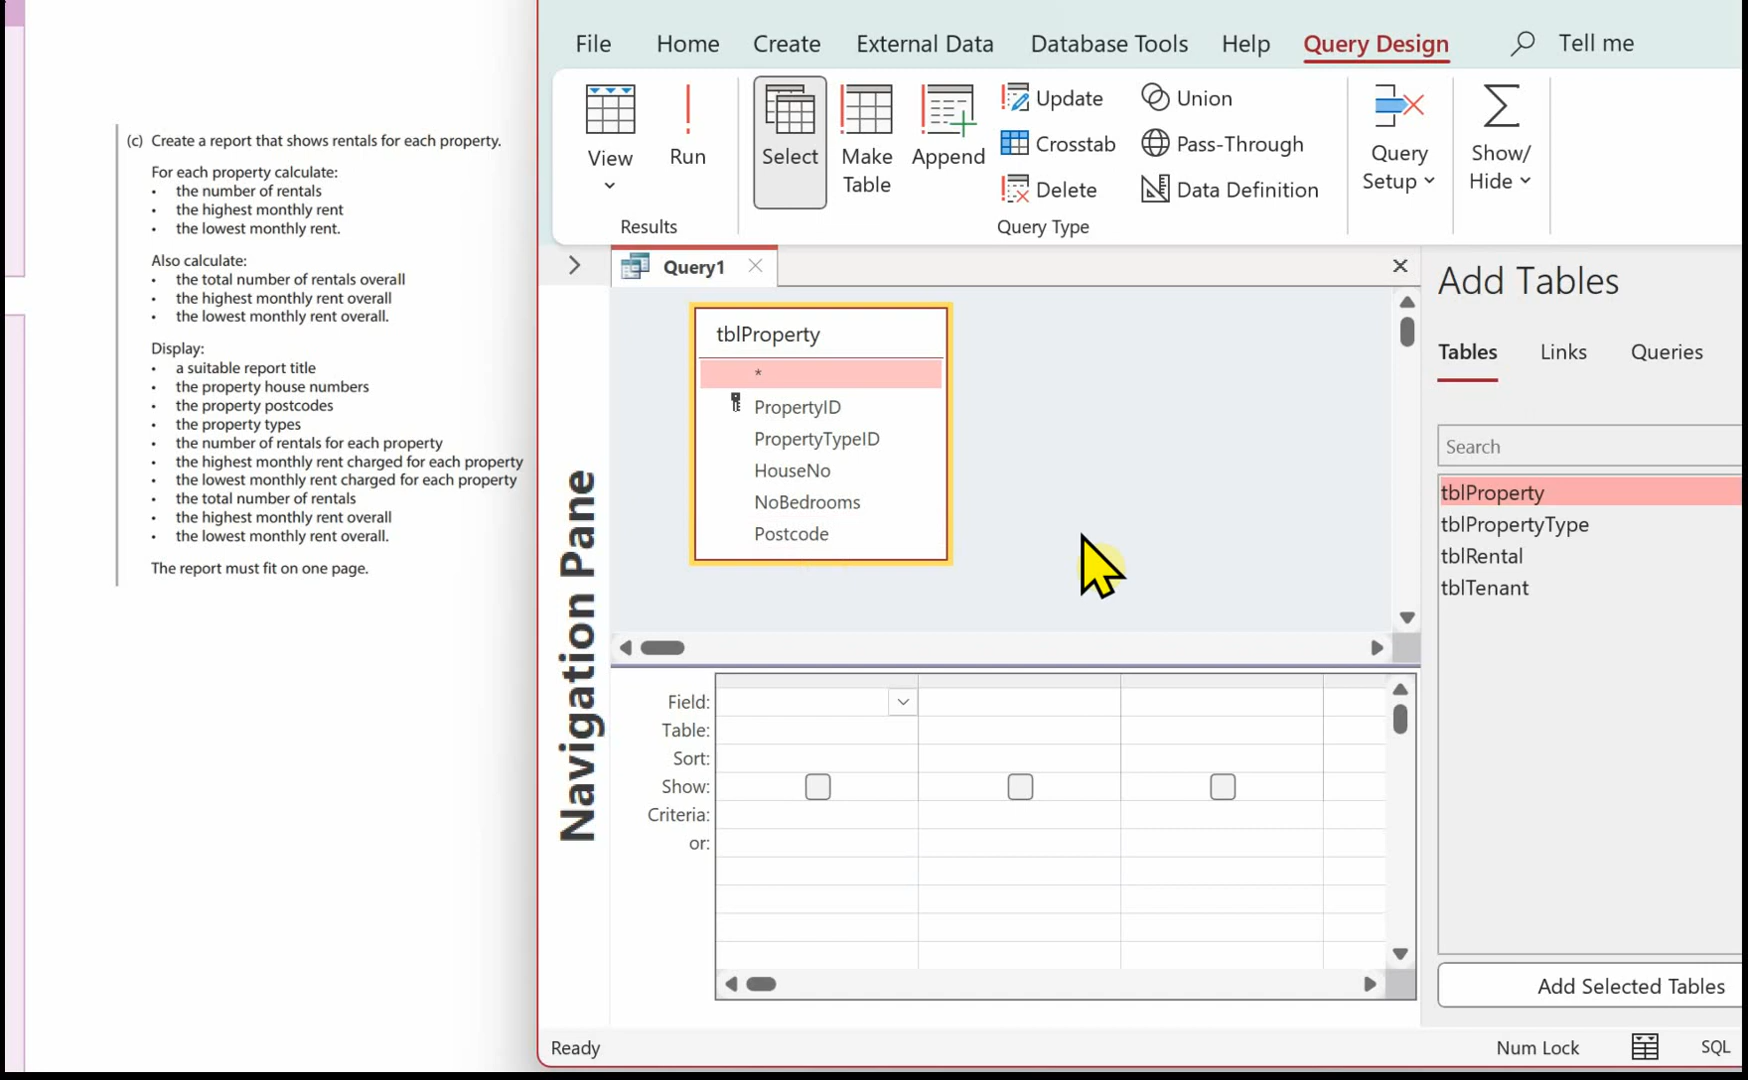 (c) Create a report that shows rentals for each property.
For each property calculate:
• the number of rentals
• the highest monthly rent
• the lowest monthly rent.
Also calculate:
• the total number of rentals overall
• the highest monthly rent overall
• the lowest monthly rent overall.
Display:
• a suitable report title
• the property house numbers
• the property postcodes
• the property types
• the number of rentals for each property
• the highest monthly rent charged for each property
• the lowest monthly rent charged for each property
• the total number of rentals
• the highest monthly rent overall
• the lowest monthly rent overall.
The report must fit on one page.
File Home Create External Data Database Tools Help Query Design Tell me
View
Run
Select
Make Table
Append
Update
Crosstab
Delete
Union
Pass-Through
Data Definition
Query Setup
Show/ Hide
Results
Query Type
Query1
Navigation Pane
tblProperty
*
PropertyID
PropertyTypeID
HouseNo
NoBedrooms
Postcode
Field:
Table:
Sort:
Show:
Criteria:
or:
Add Tables
Tables Links Queries
Search
tblProperty
tblPropertyType
tblRental
tblTenant
Add Selected Tables
Ready
Num Lock
SQL